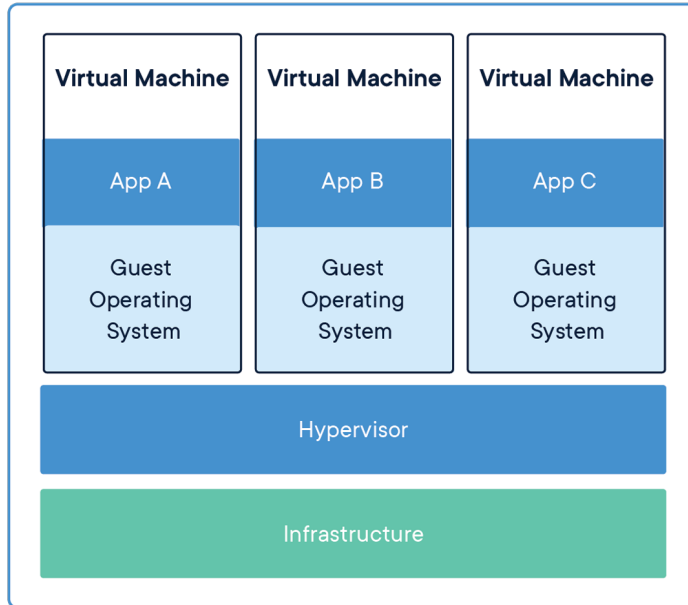 Virtual Machine
Virtual Machine
Virtual Machine
App A
App B
App C
Guest
Operating
System
Guest
Operating
System
Guest
Operating
System
Hypervisor
Infrastructure